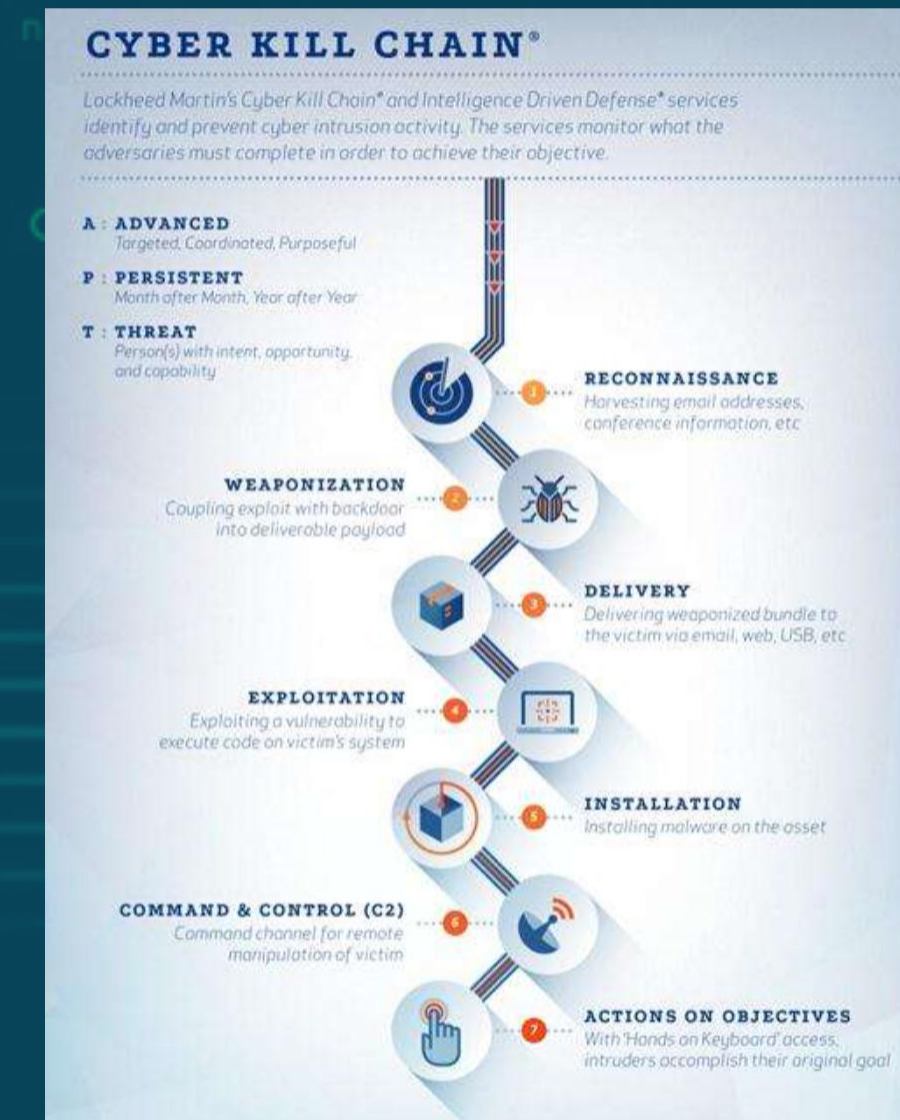 CYBER KILL CHAIN®
Lockheed Martin's Cyber Kill Chain® and Intelligence Driven Defense® services
identify and prevent cyber intrusion activity. The services monitor what the
adversaries must complete in order to achieve their objective.
A : ADVANCED
Targeted, Coordinated, Purposeful
P : PERSISTENT
Month after Month, Year after Year
T : THREAT
Person(s) with intent, opportunity,
and capability
1
RECONNAISSANCE
Harvesting email addresses,
conference information, etc
WEAPONIZATION
2
Coupling exploit with backdoor
into deliverable payload
3
DELIVERY
Delivering weaponized bundle to
the victim via email, web, USB, etc
EXPLOITATION
4
Exploiting a vulnerability to
execute code on victim's system
5
INSTALLATION
Installing malware on the asset
COMMAND & CONTROL (C2)
6
Command channel for remote
manipulation of victim
7
ACTIONS ON OBJECTIVES
With 'Hands on Keyboard' access,
intruders accomplish their original goal